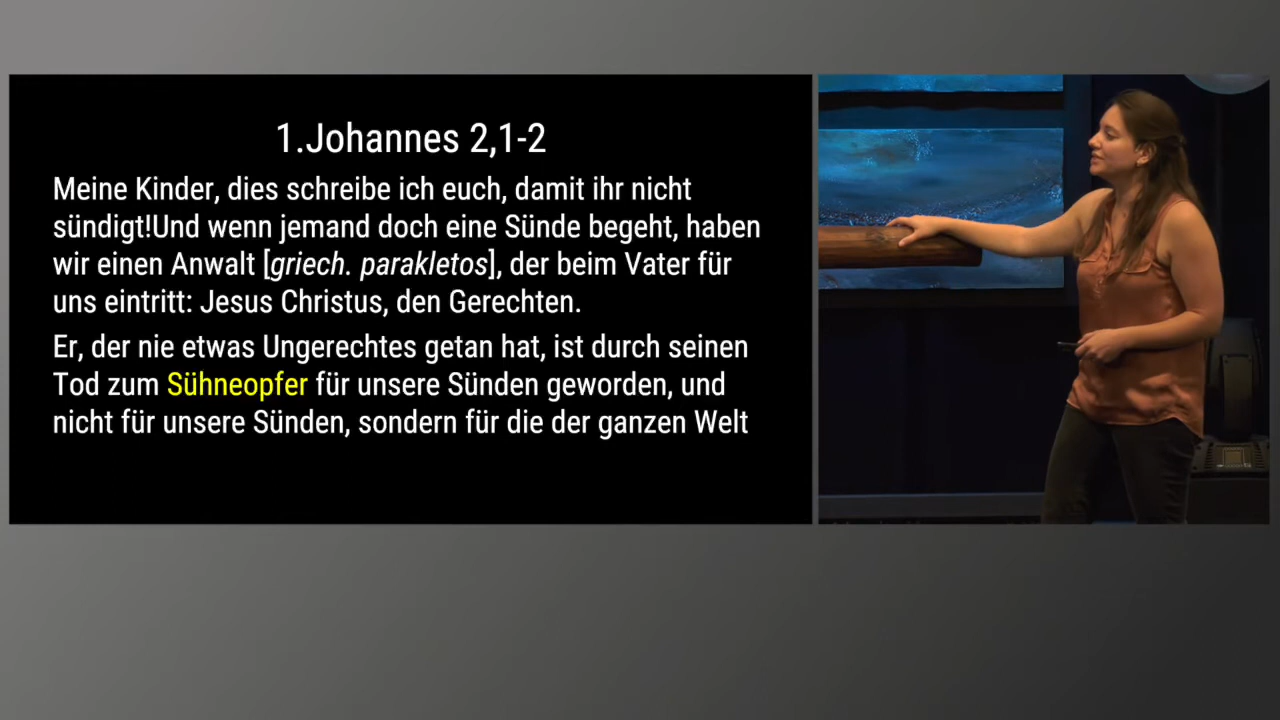 1.Johannes 2,1-2
Meine Kinder, dies schreibe ich euch, damit ihr nicht
sündigt!Und wenn jemand doch eine Sünde begeht, haben
wir einen Anwalt [griech. parakletos], der beim Vater für
uns eintritt: Jesus Christus, den Gerechten.
Er, der nie etwas Ungerechtes getan hat, ist durch seinen
Tod zum Sühneopfer für unsere Sünden geworden, und
nicht für unsere Sünden, sondern für die der ganzen Welt